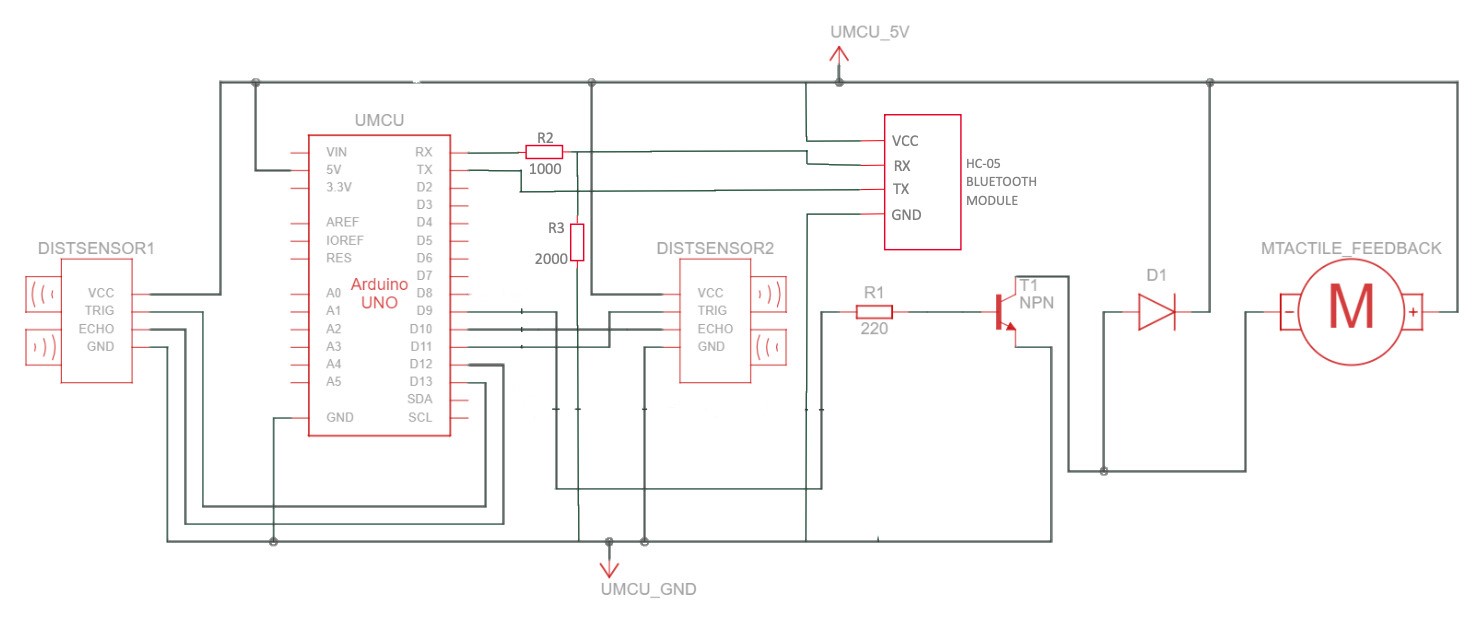 UMCU_5V
UMCU
VIN
5V
3.3V
AREF
IOREF
RES
A0
A1
A2
A3
A4
A5
GND
Arduino
UNO
RX
TX
D2
D3
D4
D5
D6
D7
D8
D9
D10
D11
D12
D13
SDA
SCL
R2
1000
R3
2000
VCC
RX
TX
GND
HC-05
BLUETOOTH
MODULE
DISTSENSOR1
VCC
TRIG
ECHO
GND
DISTSENSOR2
VCC
TRIG
ECHO
GND
R1
220
T1
NPN
D1
MTACTILE_FEEDBACK
-
M
+
UMCU_GND